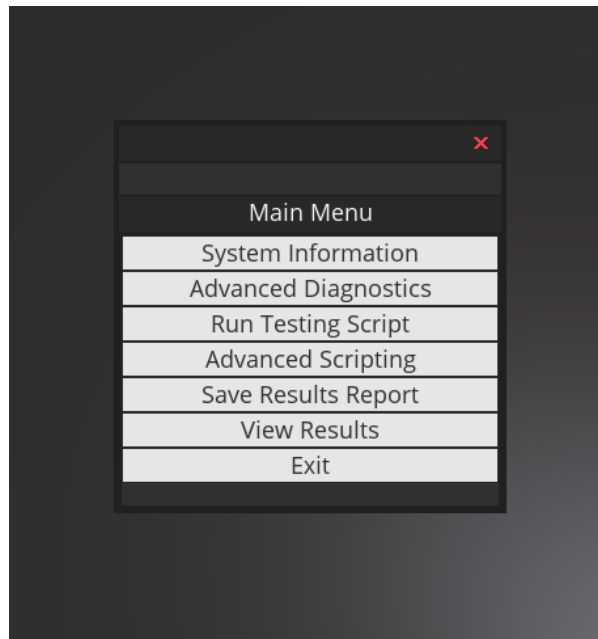 Main Menu
System Information
Advanced Diagnostics
Run Testing Script
Advanced Scripting
Save Results Report
View Results
Exit